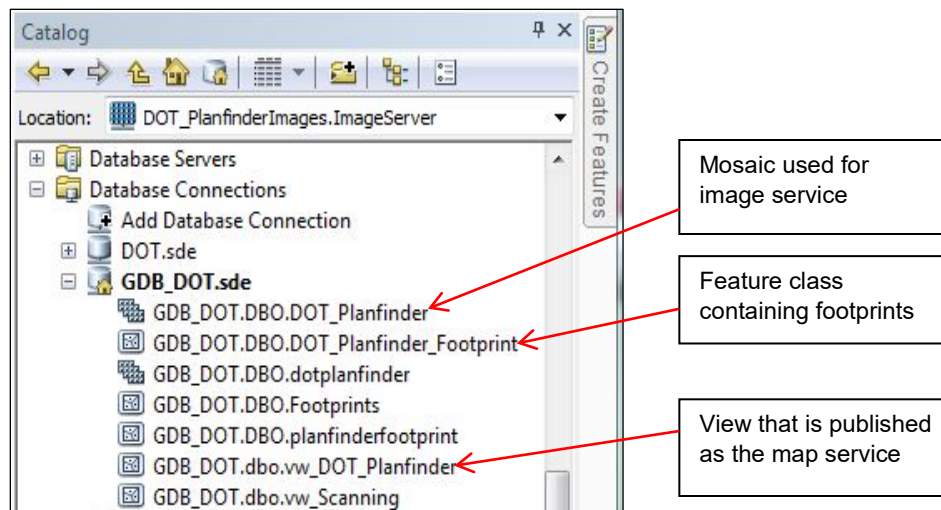 Catalog
Location: DOT_PlanfinderImages.ImageServer
Database Servers
Database Connections
Add Database Connection
DOT.sde
GDB_DOT.sde
GDB_DOT.DBO.DOT_Planfinder
GDB_DOT.DBO.DOT_Planfinder_Footprint
GDB_DOT.DBO.dotplanfinder
GDB_DOT.DBO.Footprints
GDB_DOT.DBO.planfinderfootprint
GDB_DOT.dbo.vw_DOT_Planfinder
GDB_DOT.dbo.vw_Scanning
Create Features
Mosaic used for
image service
Feature class
containing footprints
View that is published
as the map service